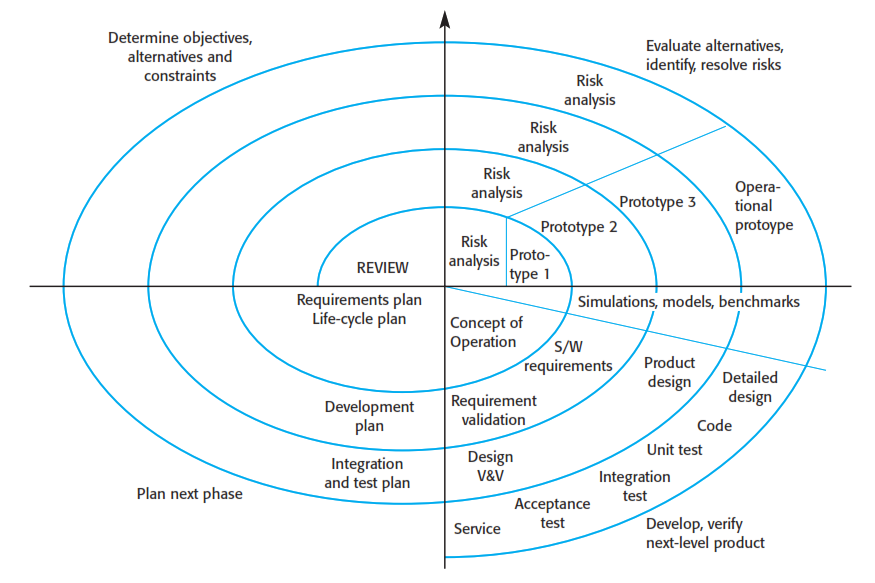 Determine objectives,
alternatives and
constraints
Evaluate alternatives,
identify, resolve risks
Risk
analysis
Risk
analysis
Risk
analysis
Risk
analysis
Proto-
type 1
Prototype 2
Prototype 3
Opera-
tional
protoype
REVIEW
Requirements plan
Life-cycle plan
Simulations, models, benchmarks
Concept of
Operation
S/W
requirements
Product
design
Detailed
design
Development
plan
Requirement
validation
Code
Unit test
Integration
and test plan
Design
V&V
Integration
test
Plan next phase
Acceptance
test
Service
Develop, verify
next-level product